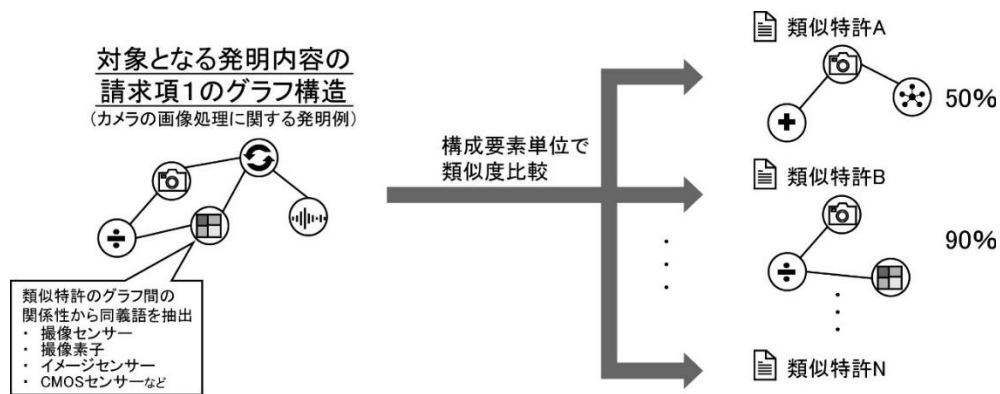 対象となる発明内容の
請求項1のグラフ構造
(カメラの画像処理に関する発明例)
類似特許のグラフ間の
関係性から同義語を抽出
・ 撮像センサー
・ 撮像素子
・ イメージセンサー
・ CMOSセンサーなど
構成要素単位で
類似度比較
類似特許A
50%
類似特許B
90%
類似特許N